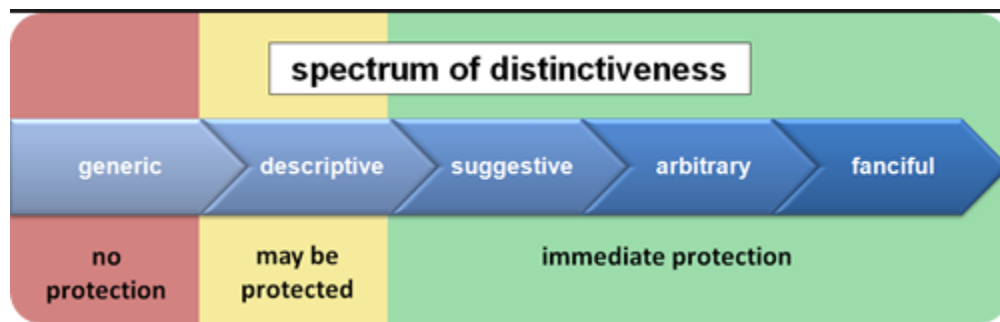 spectrum of distinctiveness
generic descriptive suggestive arbitrary fanciful
no
protection
may be
protected
immediate protection